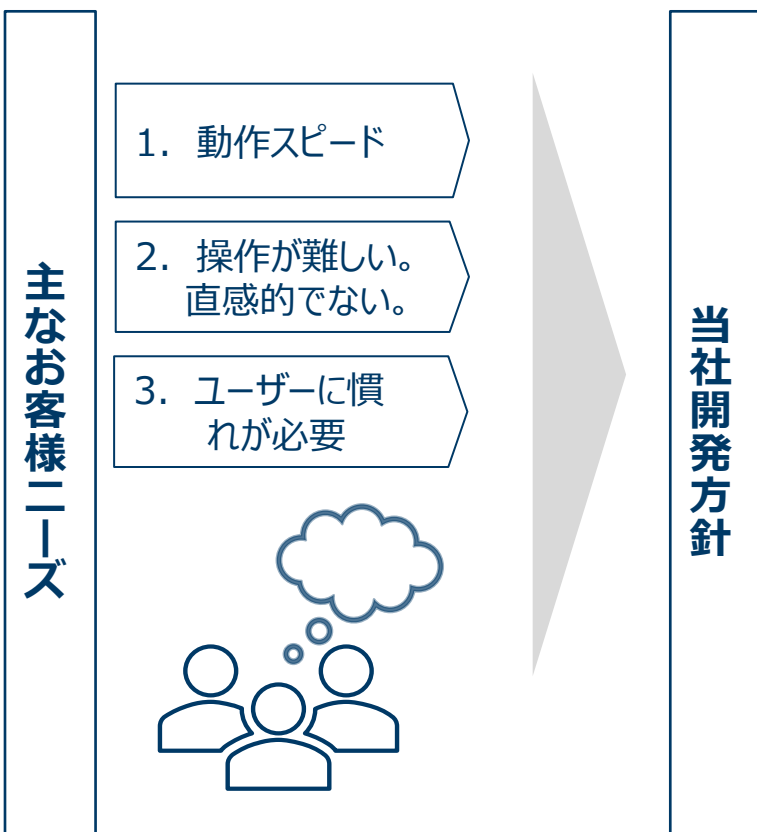 主なお客様ニーズ
1. 動作スピード
2. 操作が難しい。
直感的でない。
3. ユーザーに慣
れが必要
当社開発方針